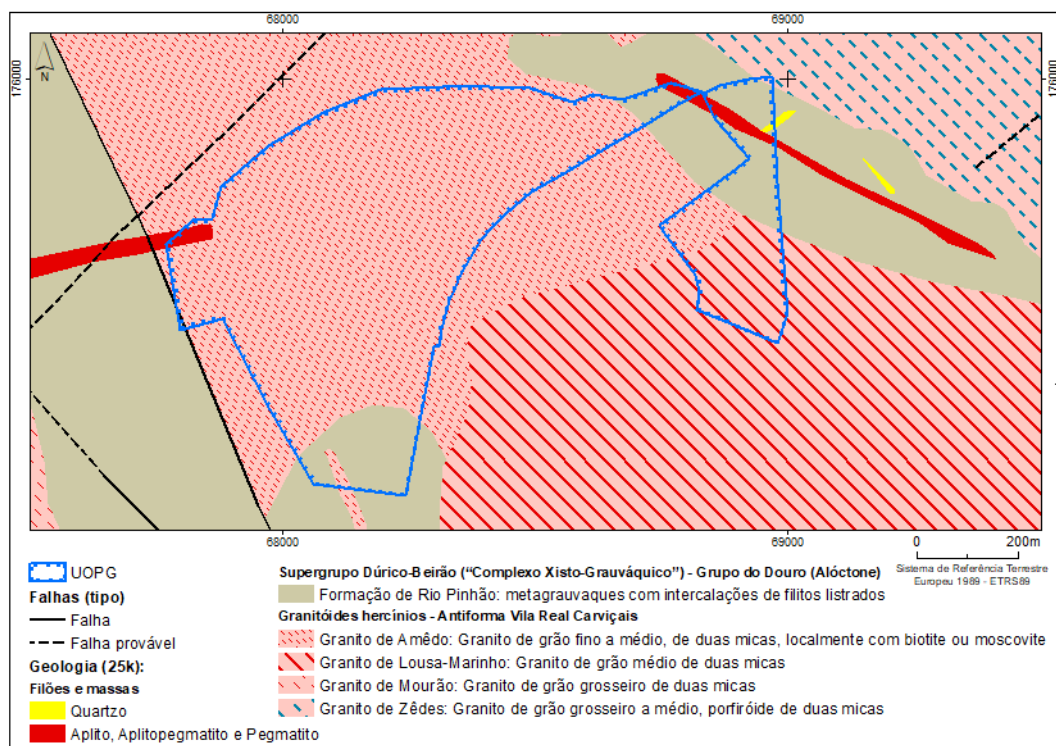 68000
69000
176000
176000
N
68000
69000
0
200m
Sistema de Referência Terrestre
Europeu 1989 - ETRS89
UOPG
Falhas (tipo)
Falha
Falha provável
Geologia (25k):
Filões e massas
Quartzo
Aplito, Aplitopegmatito e Pegmatito
Supergrupo Dúrico-Beirão (“Complexo Xisto-Grauváquico”) - Grupo do Douro (Alóctone)
Formação de Rio Pinhão: metagrauvaques com intercalações de filitos listrados
Granitóides hercínios - Antiforma Vila Real Carviçais
Granito de Amêdo: Granito de grão fino a médio, de duas micas, localmente com biotite ou moscovite
Granito de Lousa-Marinho: Granito de grão médio de duas micas
Granito de Mourão: Granito de grão grosseiro de duas micas
Granito de Zêdes: Granito de grão grosseiro a médio, porfiróide de duas micas